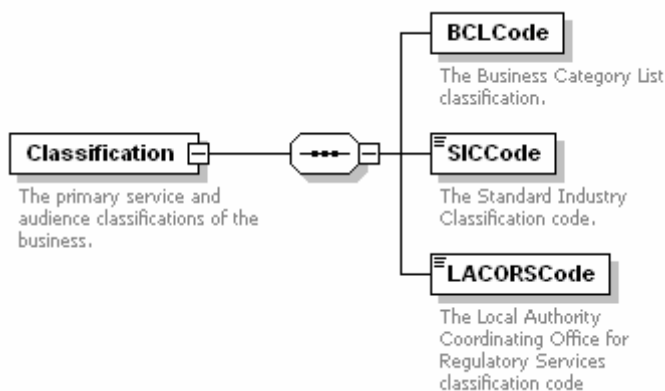 BCLCode
The Business Category List
classification.
Classification
The primary service and
audience classifications of the
business.
SICCode
The Standard Industry
Classification code.
LACORSCode
The Local Authority
Coordinating Office for
Regulatory Services
classification code